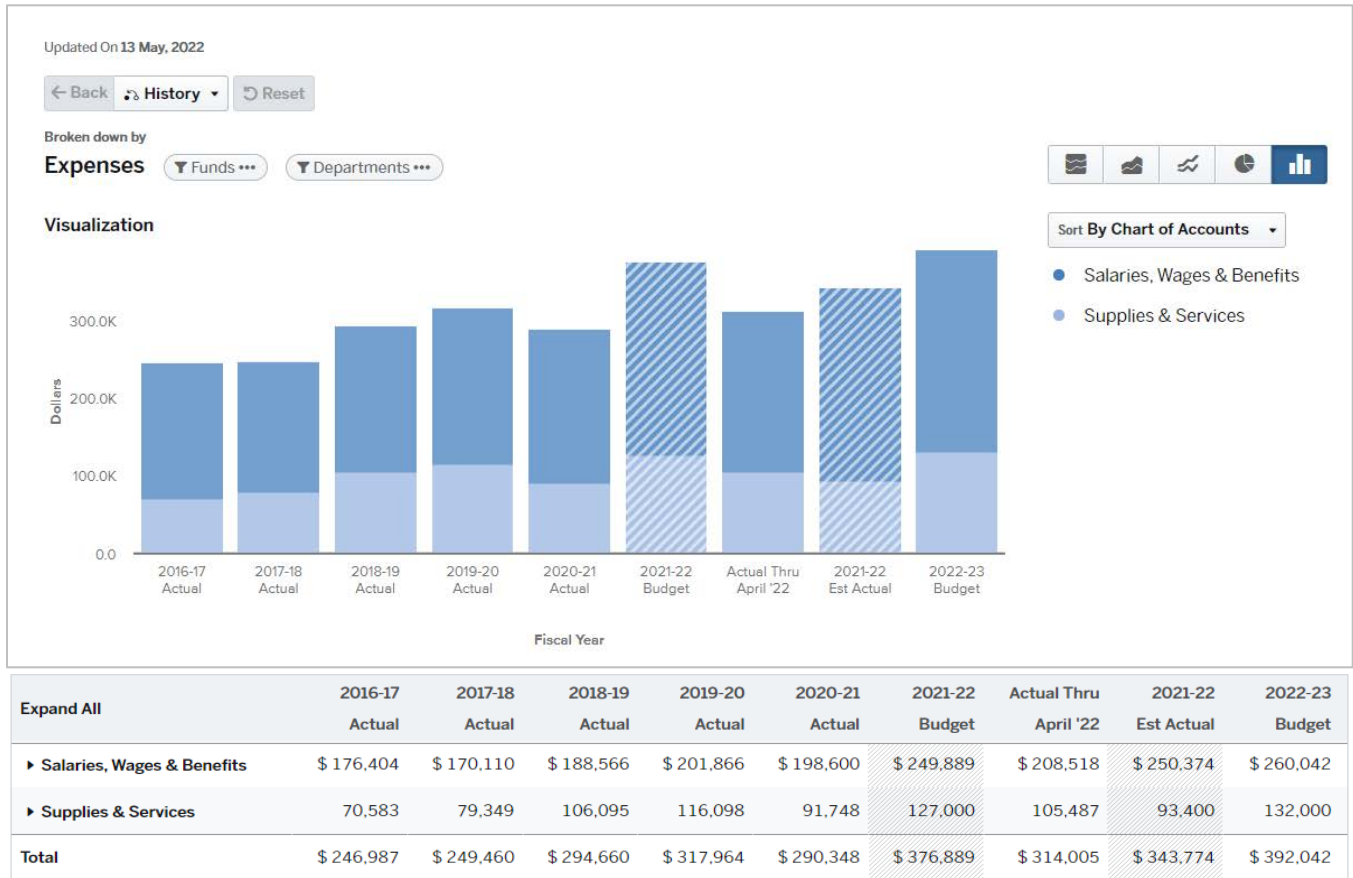 Updated On 13 May, 2022
← Back History ▾ Reset
Broken down by
Expenses Funds ••• Departments •••
Visualization
Sort By Chart of Accounts ▾
Salaries, Wages & Benefits
Supplies & Services
300.0K
200.0K
100.0K
0.0
Dollars
2016-17 2017-18 2018-19 2019-20 2020-21 2021-22 Actual Thru 2021-22 2022-23
Actual Actual Actual Actual Actual Budget April '22 Est Actual Budget
Fiscal Year
Expand All 2016-17 2017-18 2018-19 2019-20 2020-21 2021-22 Actual Thru 2021-22 2022-23
Actual Actual Actual Actual Actual Budget April '22 Est Actual Budget
Salaries, Wages & Benefits $ 176,404 $ 170,110 $ 188,566 $ 201,866 $ 198,600 $ 249,889 $ 208,518 $ 250,374 $ 260,042
Supplies & Services 70,583 79,349 106,095 116,098 91,748 127,000 105,487 93,400 132,000
Total $ 246,987 $ 249,460 $ 294,660 $ 317,964 $ 290,348 $ 376,889 $ 314,005 $ 343,774 $ 392,042